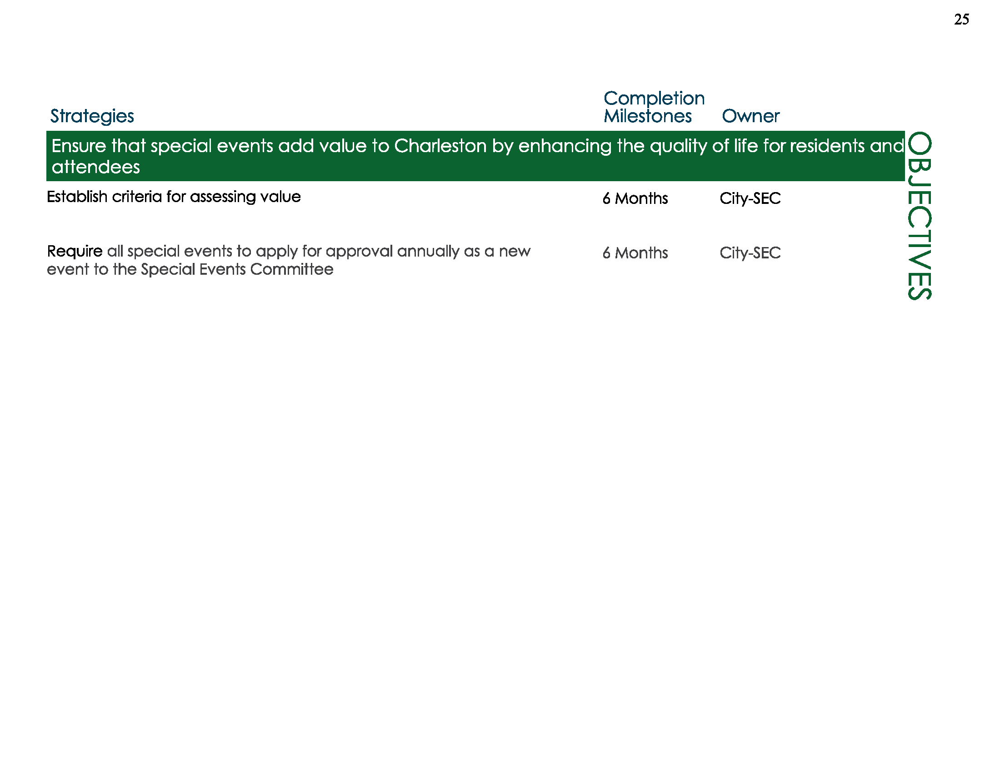 25
Completion
Strategies Milestones Owner
Ensure that special events add value to Charleston by enhancing the quality of life for residents and
attendees
Establish criteria for assessing value 6 Months City-SEC
Require all special events to apply for approval annually as a new 6 Months City-SEC
event to the Special Events Committee
OBJECTIVES